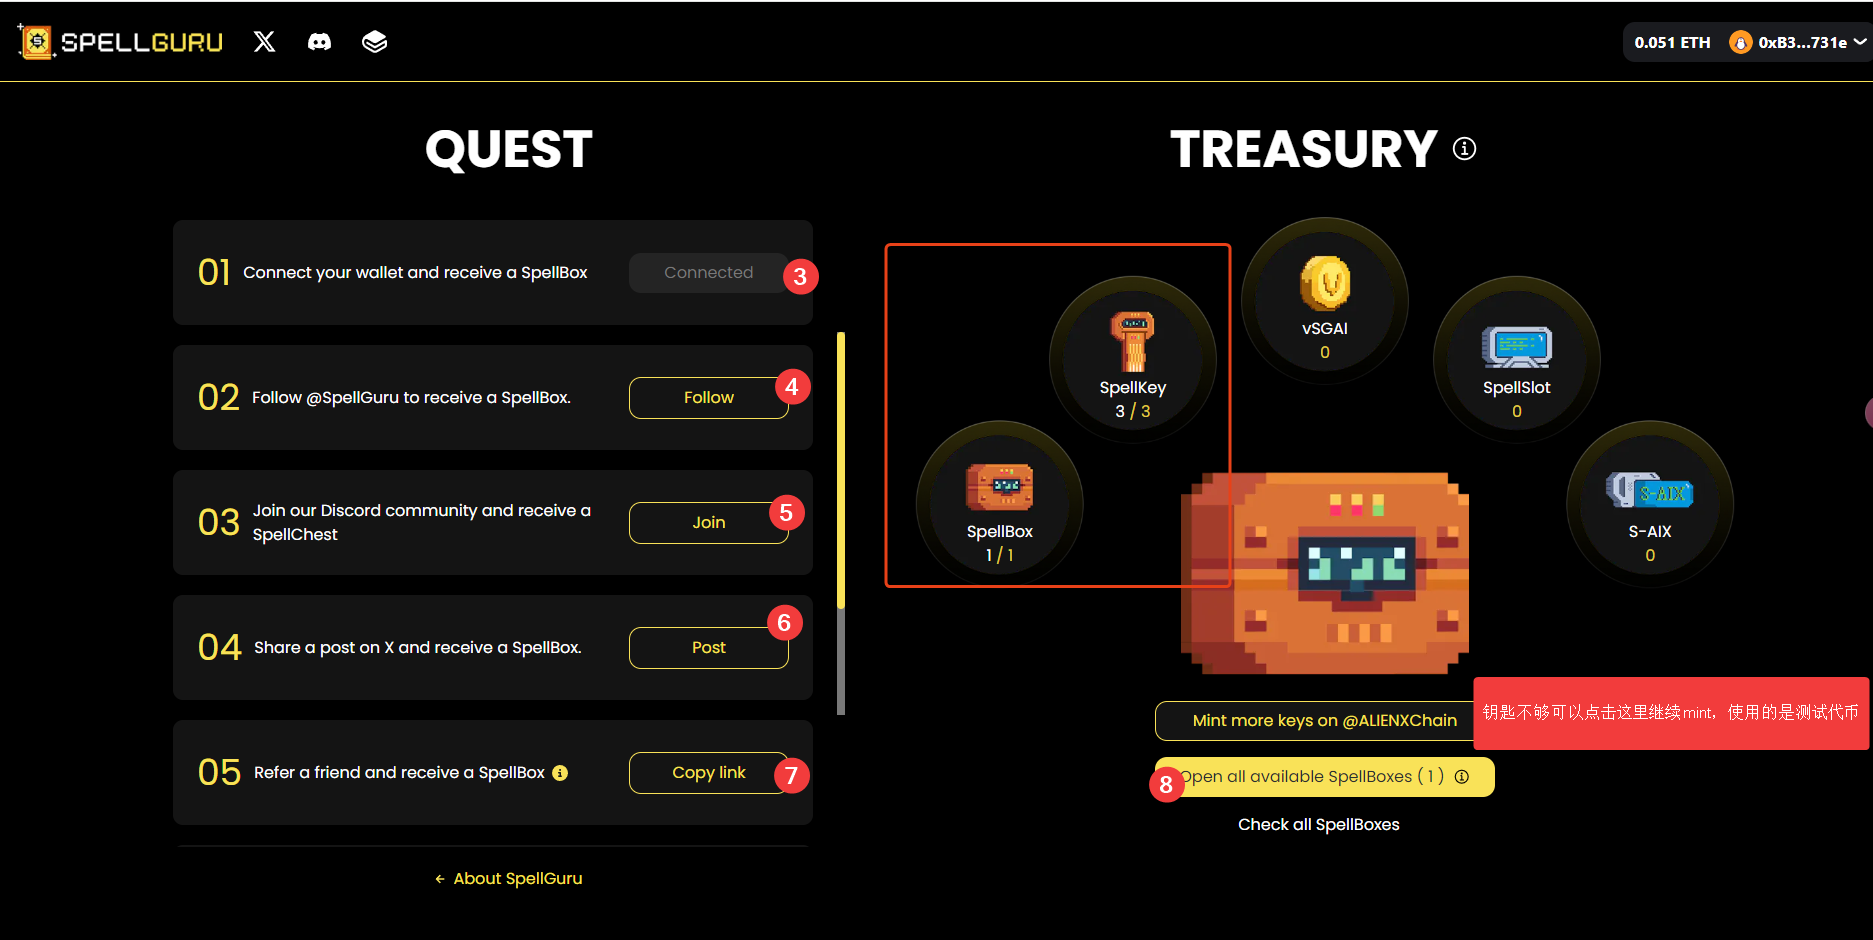 SPELLGURU
0.051 ETH
0xB3...731e
QUEST
01 Connect your wallet and receive a SpellBox
Connected
3
02 Follow @SpellGuru to receive a SpellBox.
Follow
4
03 Join our Discord community and receive a
SpellChest
Join
5
04 Share a post on X and receive a SpellBox.
Post
6
05 Refer a friend and receive a SpellBox
Copy link
7
← About SpellGuru
TREASURY
SpellBox
1 / 1
SpellKey
3 / 3
vSGAI
0
SpellSlot
0
S-AIX
S-AIX
0
Mint more keys on @ALIENXChain
钥匙不够可以点击这里继续mint，使用的是测试代币
8
Open all available SpellBoxes ( 1 )
Check all SpellBoxes